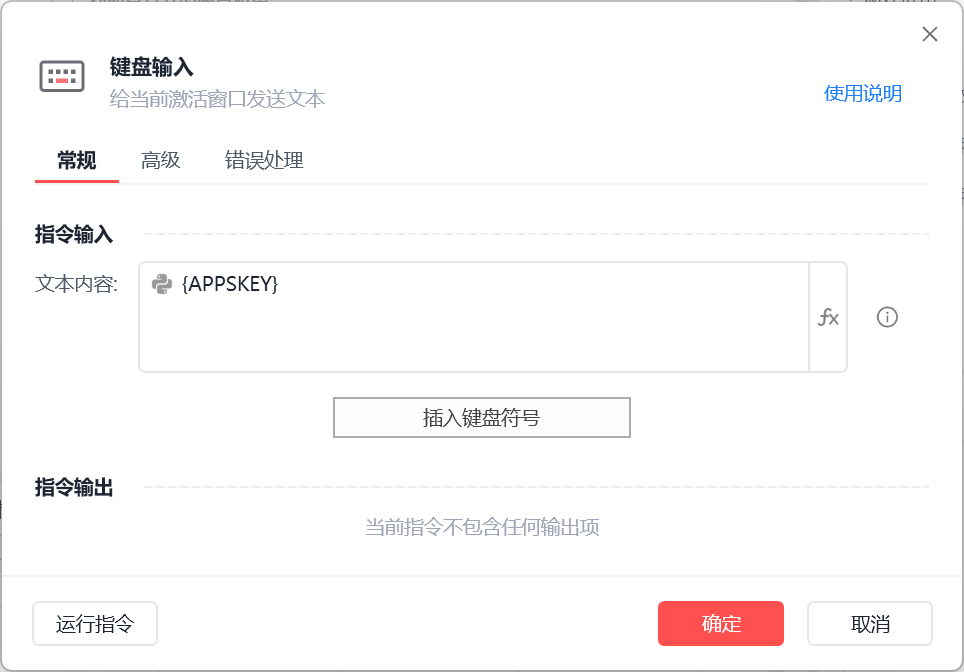 键盘输入
给当前激活窗口发送文本
使用说明
常规
高级
错误处理
指令输入
文本内容:
{APPSKEY}
fx
插入键盘符号
指令输出
当前指令不包含任何输出项
运行指令
确定
取消